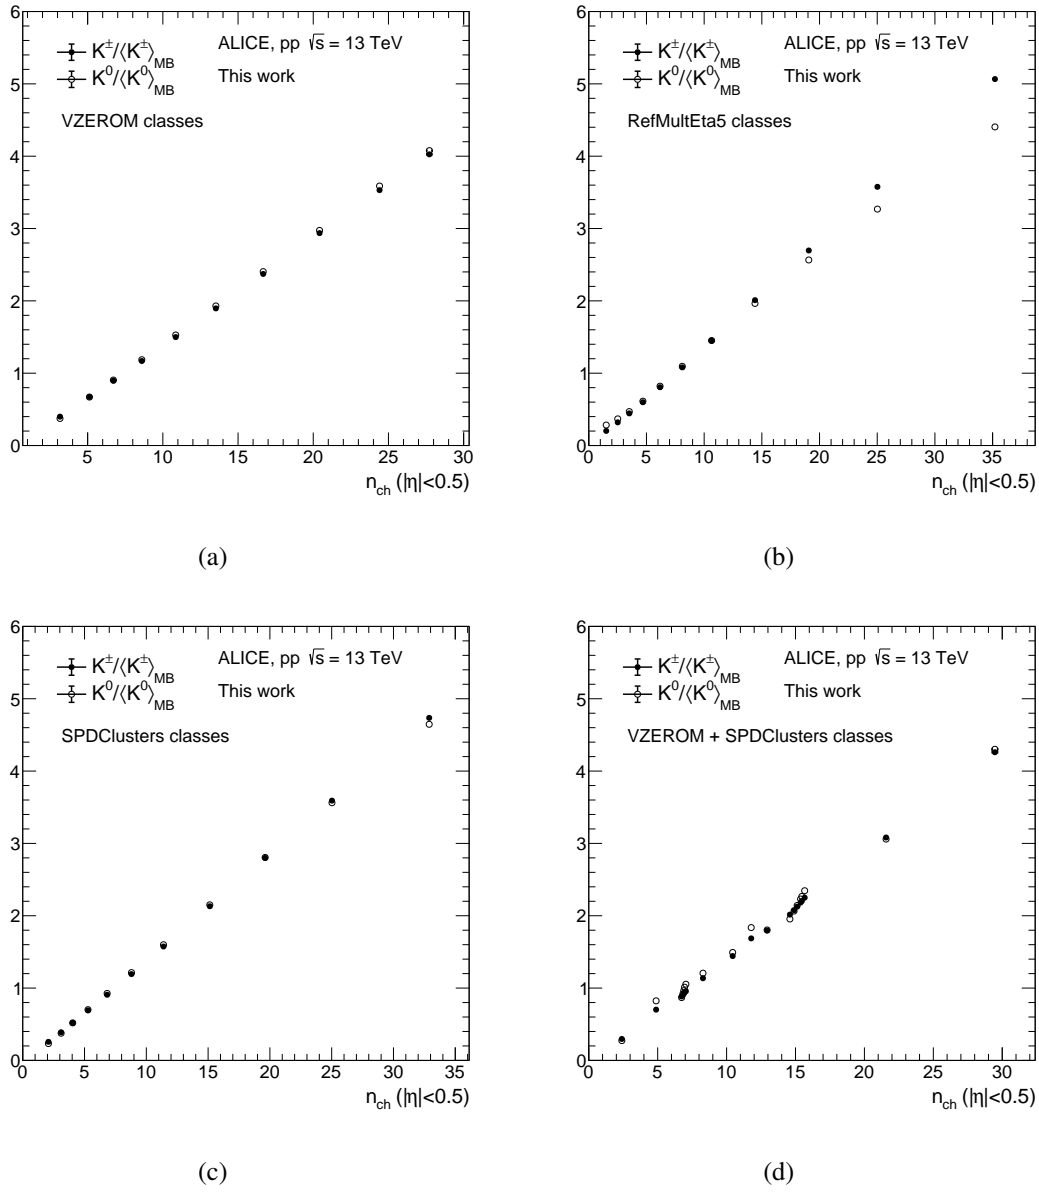 K±/⟨K±⟩MB
K0/⟨K0⟩MB
ALICE, pp √s = 13 TeV
This work
VZEROM classes
6
5
4
3
2
1
0
5 10 15 20 25 30
nch (|η|<0.5)
(a)
K±/⟨K±⟩MB
K0/⟨K0⟩MB
ALICE, pp √s = 13 TeV
This work
RefMultEta5 classes
6
5
4
3
2
1
0
0 5 10 15 20 25 30 35
nch (|η|<0.5)
(b)
K±/⟨K±⟩MB
K0/⟨K0⟩MB
ALICE, pp √s = 13 TeV
This work
SPDClusters classes
6
5
4
3
2
1
0
0 5 10 15 20 25 30 35
nch (|η|<0.5)
(c)
K±/⟨K±⟩MB
K0/⟨K0⟩MB
ALICE, pp √s = 13 TeV
This work
VZEROM + SPDClusters classes
6
5
4
3
2
1
0
0 5 10 15 20 25 30
nch (|η|<0.5)
(d)